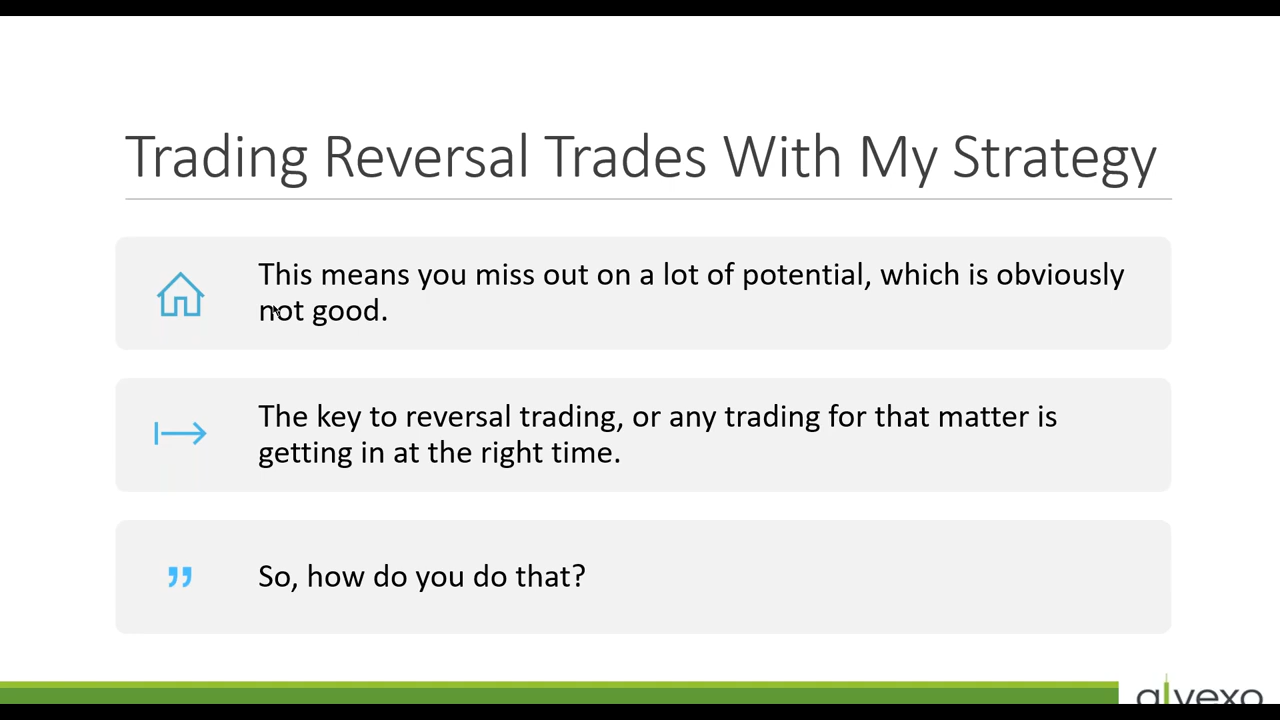 Trading Reversal Trades With My Strategy
This means you miss out on a lot of potential, which is obviously
not good.
The key to reversal trading, or any trading for that matter is
getting in at the right time.
So, how do you do that?
alvexo